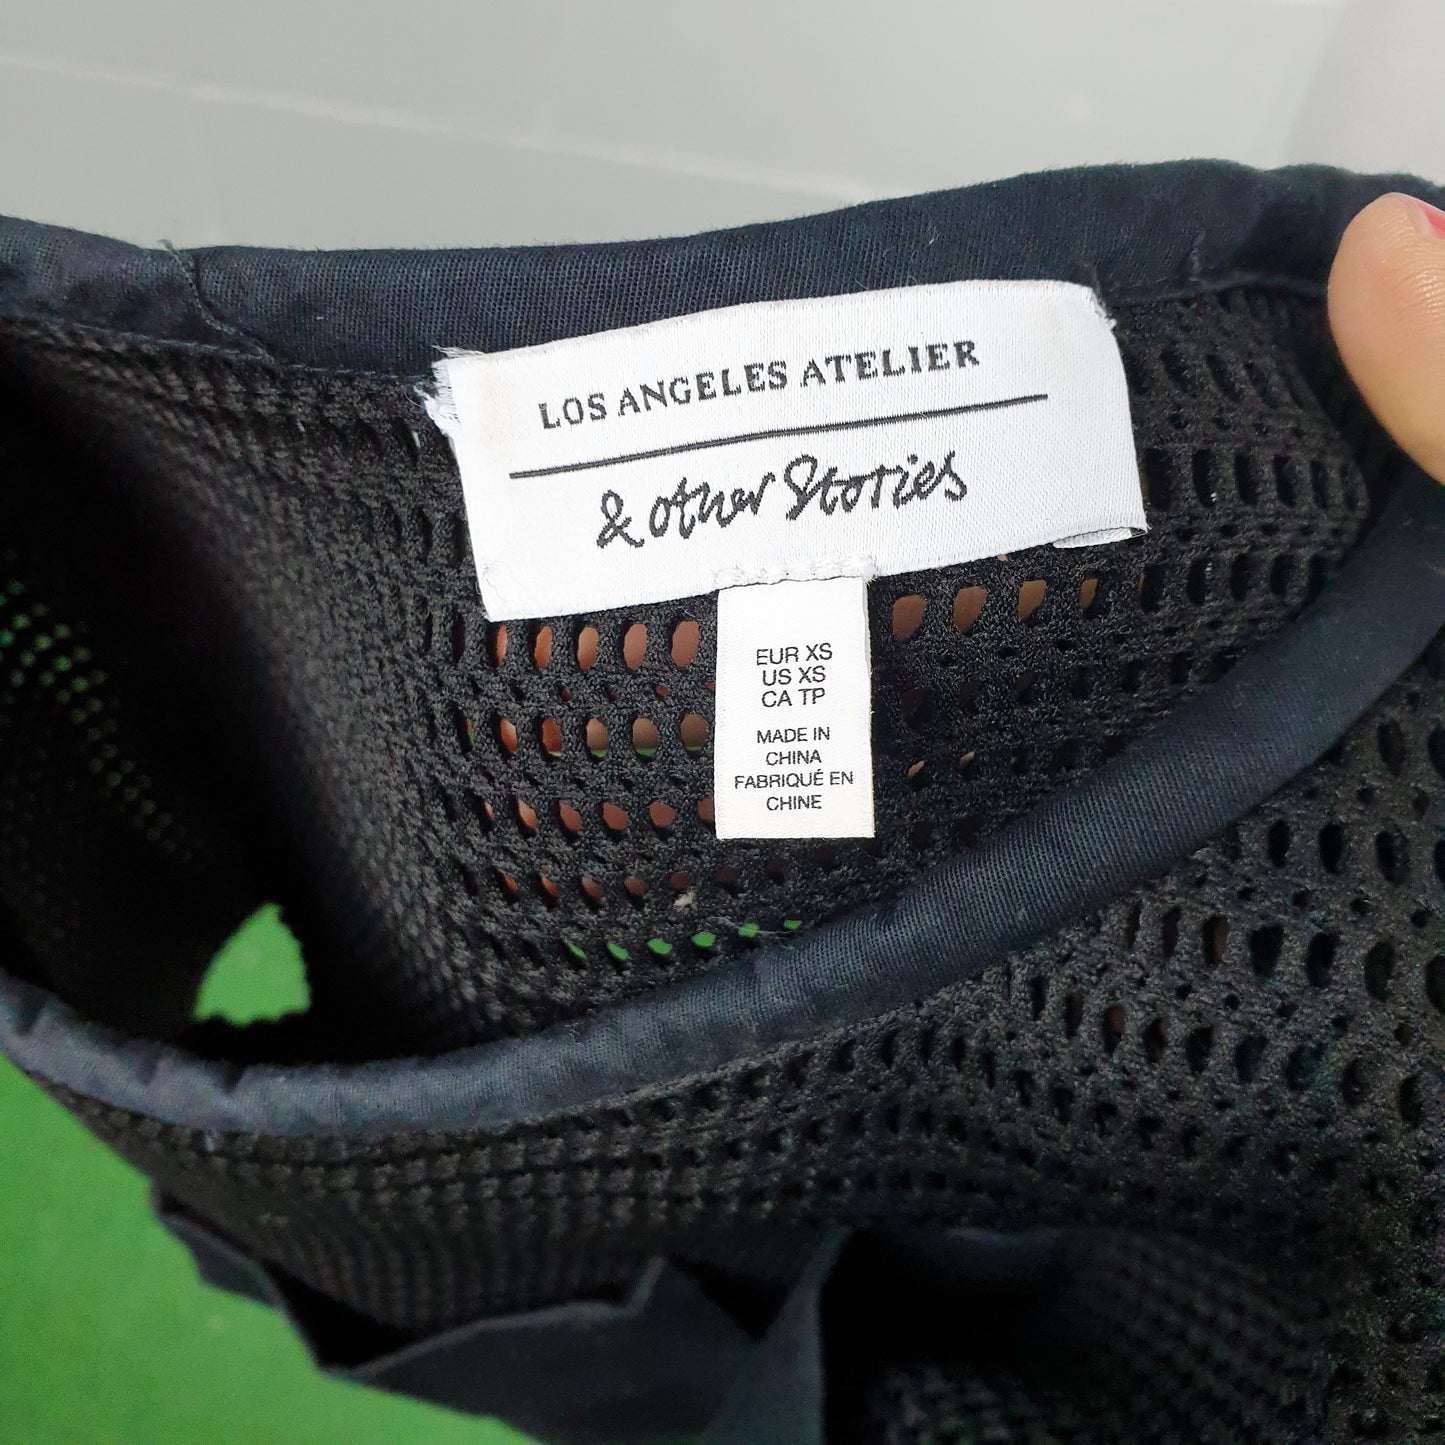 LOS ANGELES ATELIER
& other Stories
EUR XS
US XS
CA TP
MADE IN
CHINA
FABRIQUÉ EN
CHINE